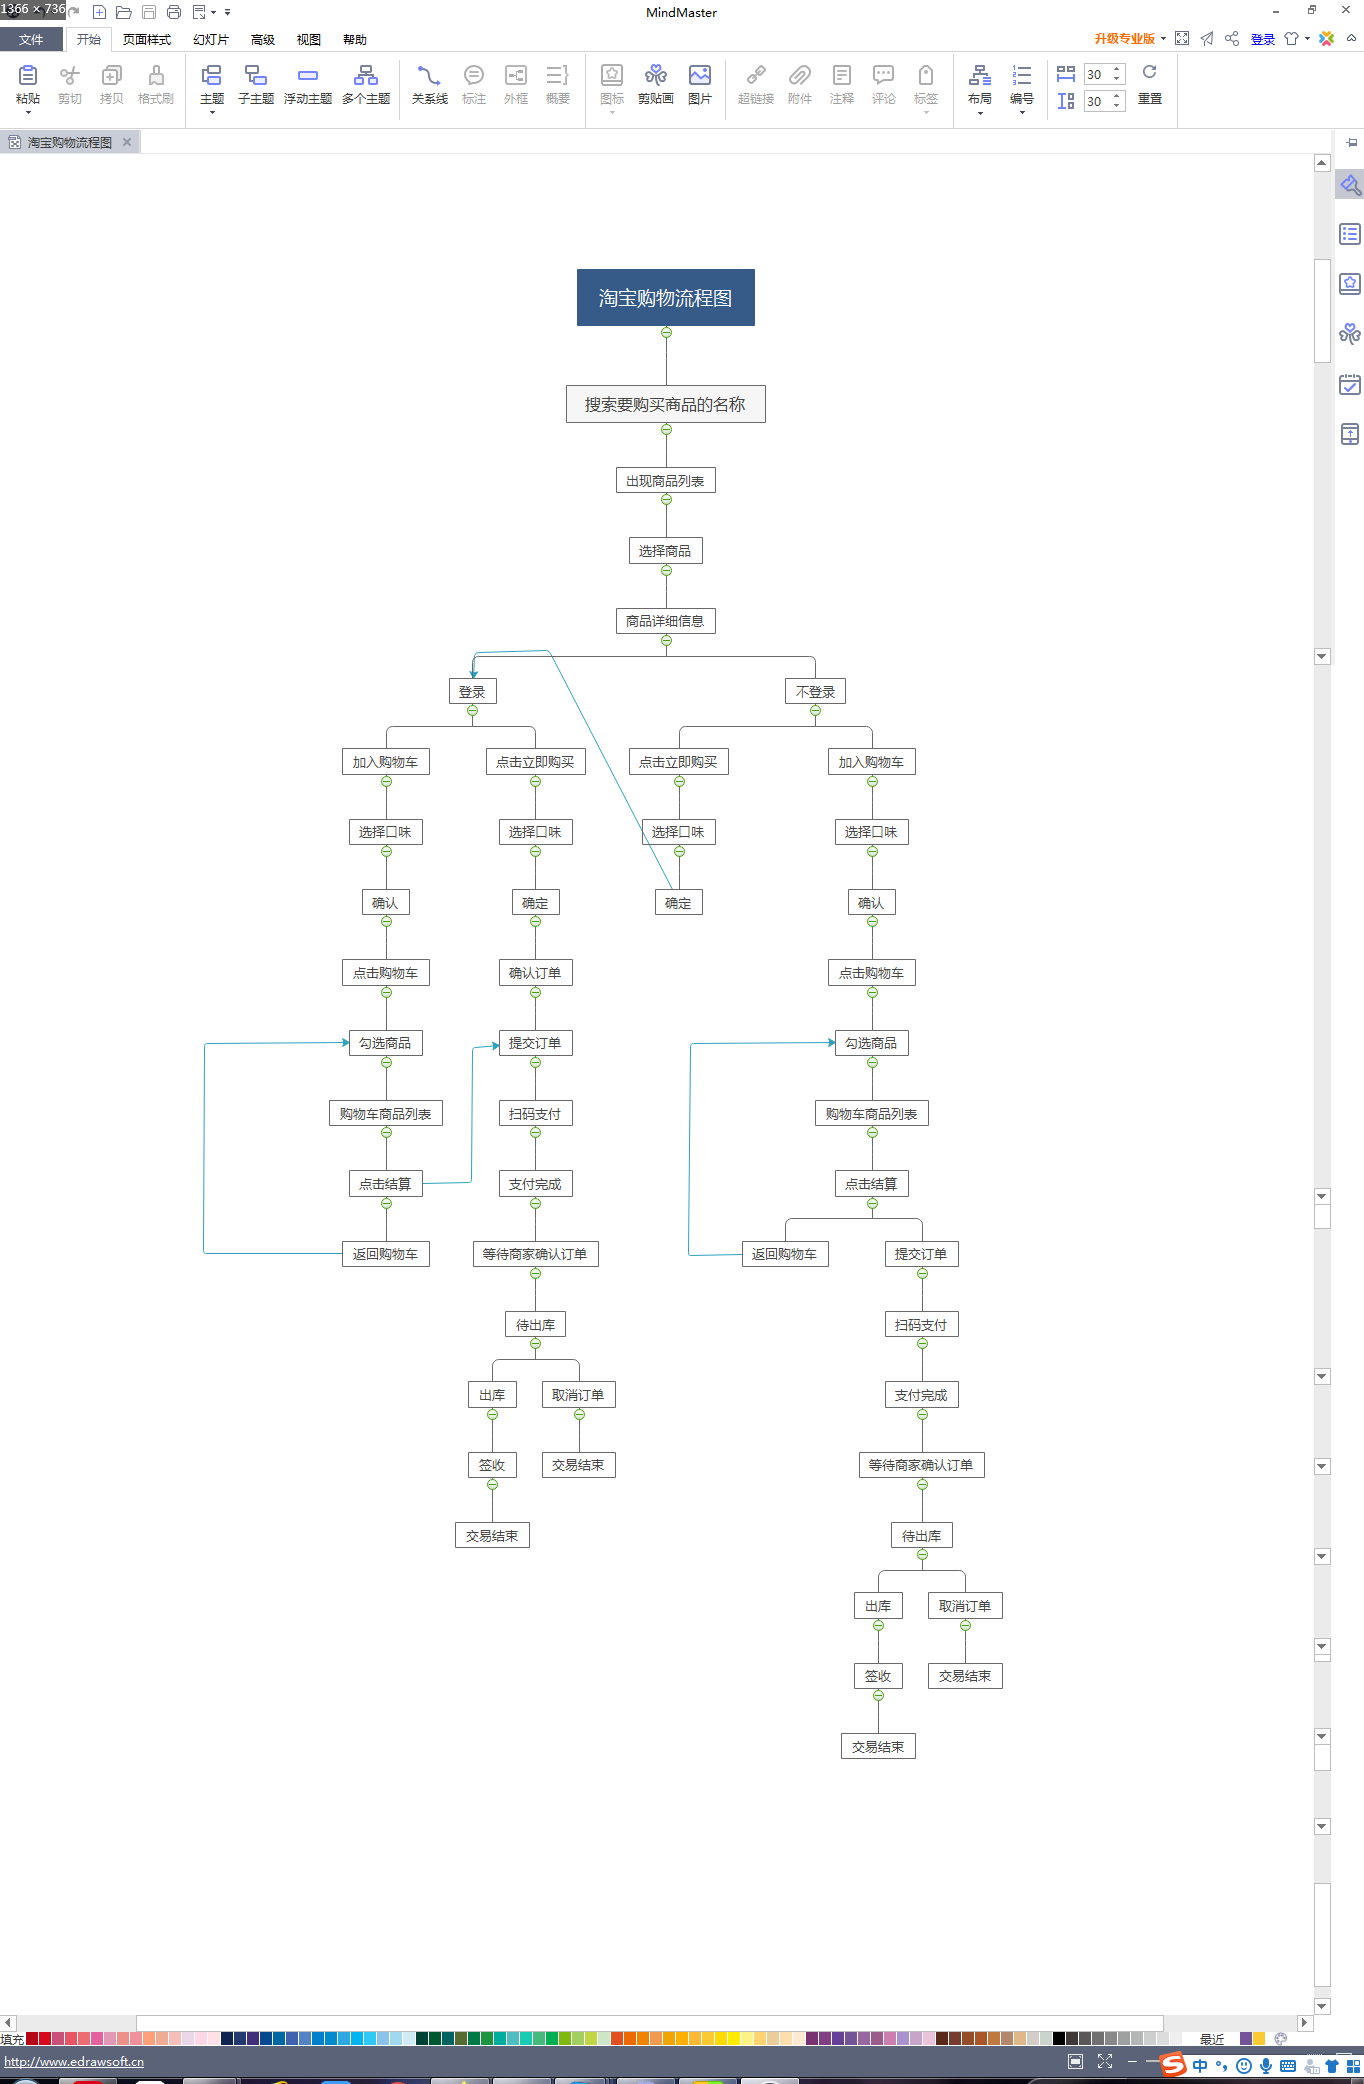 1366 × 736
MindMaster
文件 开始 页面样式 幻灯片 高级 视图 帮助 升级专业版 登录
粘贴 剪切 拷贝 格式刷 主题 子主题 浮动主题 多个主题 关系线 标注 外框 概要 图标 剪贴画 图片 超链接 附件 注释 评论 标签 布局 编号 30 30 重置
淘宝购物流程图
淘宝购物流程图
搜索要购买商品的名称
出现商品列表
选择商品
商品详细信息
登录 不登录
加入购物车 点击立即购买 点击立即购买 加入购物车
选择口味 选择口味 选择口味 选择口味
确认 确定 确定 确认
点击购物车 确认订单 点击购物车
勾选商品 提交订单 勾选商品
购物车商品列表 扫码支付 购物车商品列表
点击结算 支付完成 点击结算
返回购物车 等待商家确认订单 返回购物车 提交订单
待出库 扫码支付
出库 取消订单 支付完成
签收 交易结束 等待商家确认订单
交易结束 待出库
出库 取消订单
签收 交易结束
交易结束
填充 最近
http://www.edrawsoft.cn 中